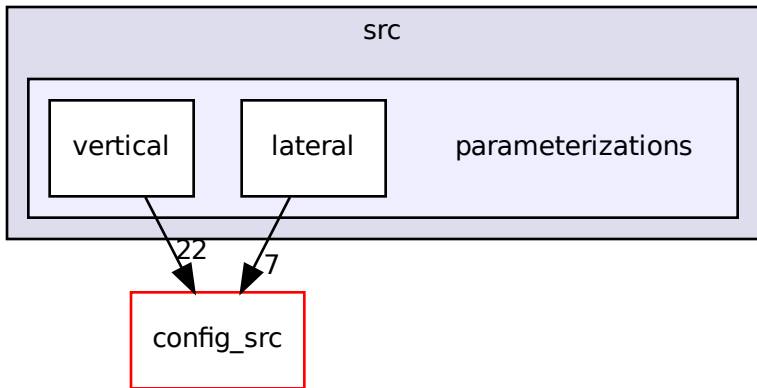 src
vertical
lateral
parameterizations
22
7
config_src